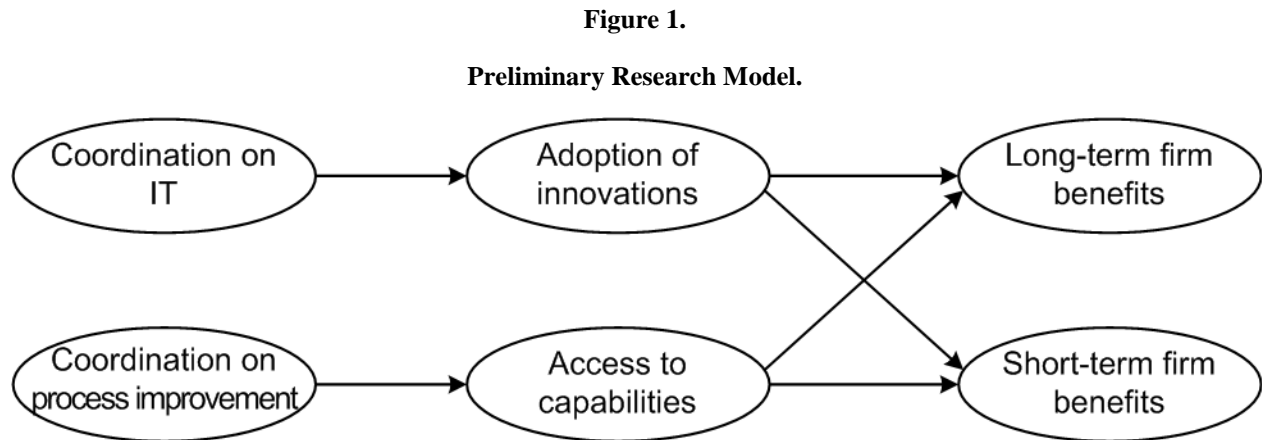 Figure 1.
Preliminary Research Model.
Coordination on
IT
Adoption of
innovations
Long-term firm
benefits
Coordination on
process improvement
Access to
capabilities
Short-term firm
benefits